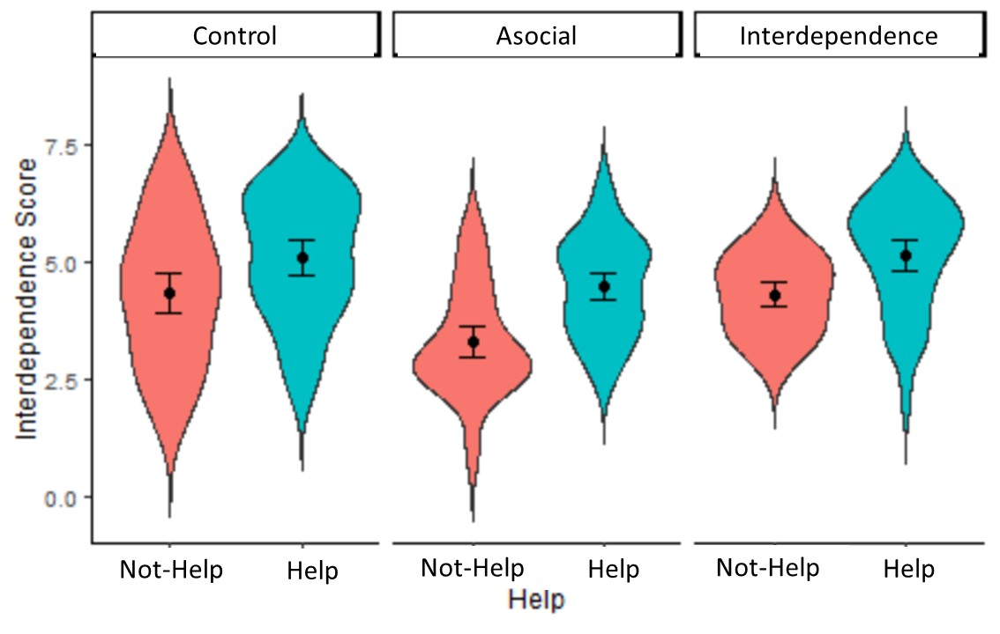 Control
Asocial
Interdependence
Interdependence Score
7.5
5.0
2.5
0.0
Not-Help
Help
Not-Help
Help
Not-Help
Help
Help